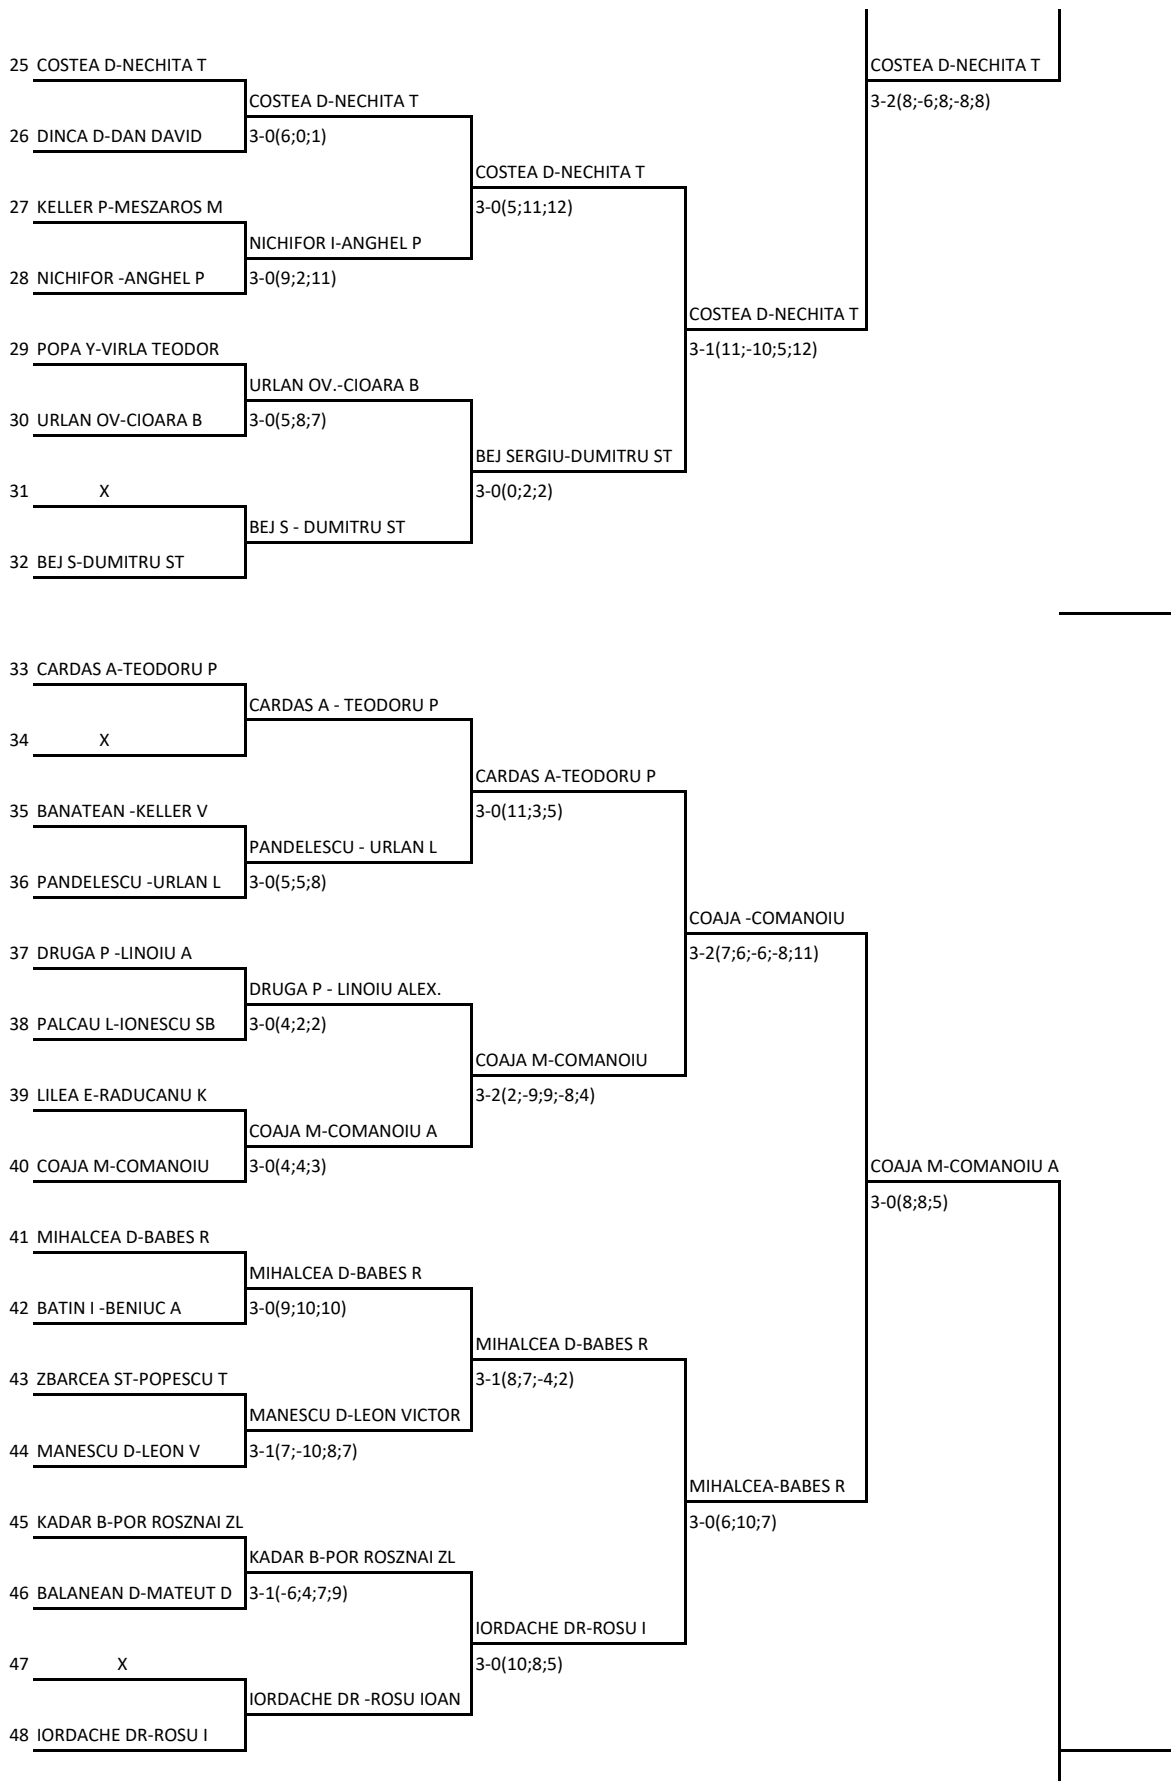 25 COSTEA D-NECHITA T
COSTEA D-NECHITA T
COSTEA D-NECHITA T
3-2(8;-6;8;-8;8)
26 DINCA D-DAN DAVID
3-0(6;0;1)
COSTEA D-NECHITA T
27 KELLER P-MESZAROS M
3-0(5;11;12)
NICHIFOR I-ANGHEL P
28 NICHIFOR -ANGHEL P
3-0(9;2;11)
COSTEA D-NECHITA T
29 POPA Y-VIRLA TEODOR
3-1(11;-10;5;12)
URLAN OV.-CIOARA B
30 URLAN OV-CIOARA B
3-0(5;8;7)
BEJ SERGIU-DUMITRU ST
31 X
3-0(0;2;2)
BEJ S - DUMITRU ST
32 BEJ S-DUMITRU ST
33 CARDAS A-TEODORU P
CARDAS A - TEODORU P
34 X
CARDAS A-TEODORU P
35 BANATEAN -KELLER V
3-0(11;3;5)
PANDELESCU - URLAN L
36 PANDELESCU -URLAN L
3-0(5;5;8)
COAJA -COMANOIU
37 DRUGA P -LINOIU A
3-2(7;6;-6;-8;11)
DRUGA P - LINOIU ALEX.
38 PALCAU L-IONESCU SB
3-0(4;2;2)
COAJA M-COMANOIU
39 LILEA E-RADUCANU K
3-2(2;-9;9;-8;4)
COAJA M-COMANOIU A
40 COAJA M-COMANOIU
3-0(4;4;3)
COAJA M-COMANOIU A
3-0(8;8;5)
41 MIHALCEA D-BABES R
MIHALCEA D-BABES R
42 BATIN I -BENIUC A
3-0(9;10;10)
MIHALCEA D-BABES R
43 ZBARCEA ST-POPESCU T
3-1(8;7;-4;2)
MANESCU D-LEON VICTOR
44 MANESCU D-LEON V
3-1(7;-10;8;7)
MIHALCEA-BABES R
45 KADAR B-POR ROSZNAI ZL
3-0(6;10;7)
KADAR B-POR ROSZNAI ZL
46 BALANEAN D-MATEUT D
3-1(-6;4;7;9)
IORDACHE DR-ROSU I
47 X
3-0(10;8;5)
IORDACHE DR -ROSU IOAN
48 IORDACHE DR-ROSU I